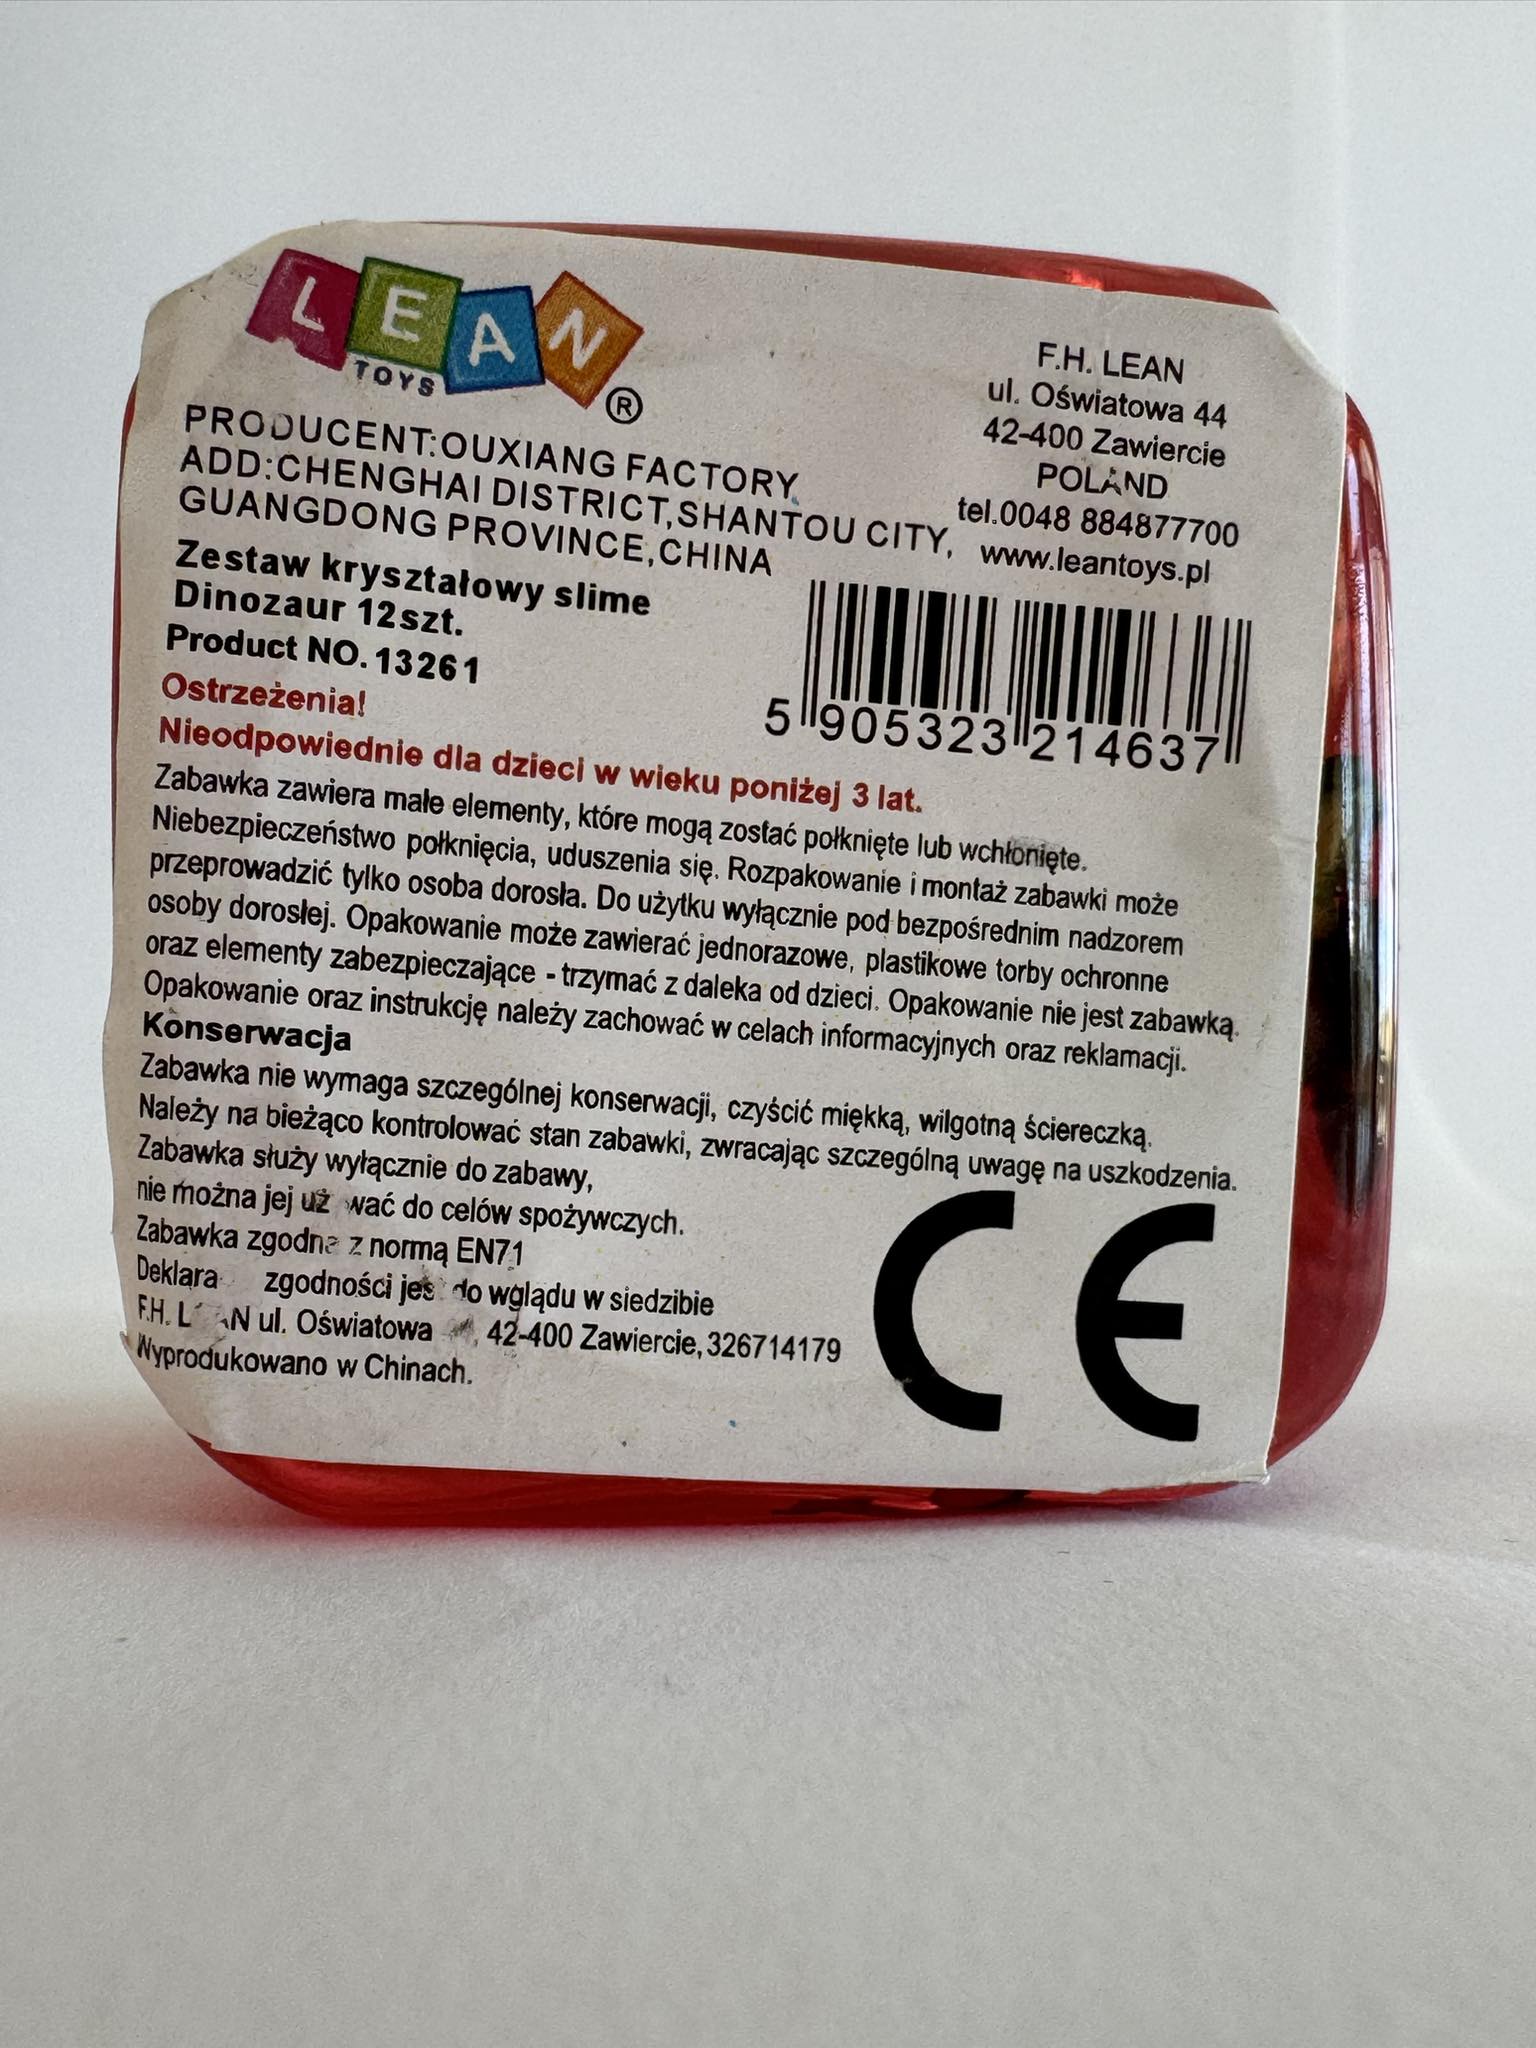 LEAN
TOYS
®
F.H. LEAN
ul. Oświatowa 44
42-400 Zawiercie
POLAND
tel.0048 884877700
www.leantoys.pl
PRODUCENT:OUXIANG FACTORY
ADD:CHENGHAI DISTRICT,SHANTOU CITY,
GUANGDONG PROVINCE,CHINA
Zestaw kryształowy slime
Dinozaur 12szt.
Product NO. 13261
5 905323 214637
Ostrzeżenia!
Nieodpowiednie dla dzieci w wieku poniżej 3 lat.
Zabawka zawiera małe elementy, które mogą zostać połknięte lub wchłonięte.
Niebezpieczeństwo połknięcia, uduszenia się. Rozpakowanie i montaż zabawki może
przeprowadzić tylko osoba dorosła. Do użytku wyłącznie pod bezpośrednim nadzorem
osoby dorosłej. Opakowanie może zawierać jednorazowe, plastikowe torby ochronne
oraz elementy zabezpieczające - trzymać z daleka od dzieci. Opakowanie nie jest zabawką.
Opakowanie oraz instrukcję należy zachować w celach informacyjnych oraz reklamacji.
Konserwacja
Zabawka nie wymaga szczególnej konserwacji, czyścić miękką, wilgotną ściereczką.
Należy na bieżąco kontrolować stan zabawki, zwracając szczególną uwagę na uszkodzenia.
Zabawka służy wyłącznie do zabawy,
nie można jej do celów spożywczych.
Zabawka zgodna z normą EN71
zgodności jest do wglądu w siedzibie
F.H. LEAN ul. Oświatowa , 42-400 Zawiercie, 326714179
Wyprodukowano w Chinach.
CE